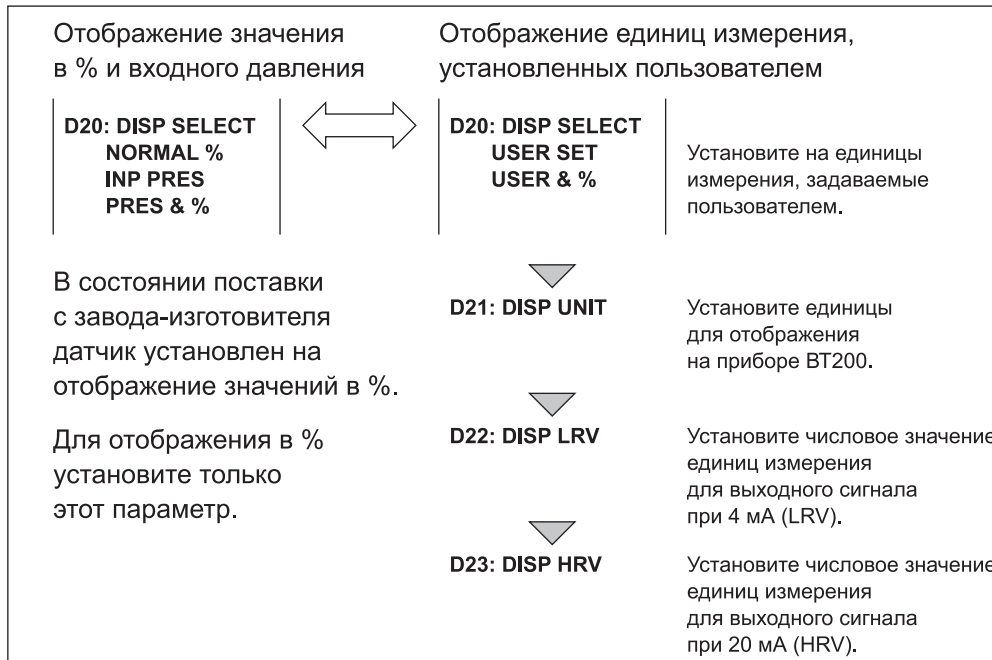 Отображение значения
в % и входного давления
D20: DISP SELECT
NORMAL %
INP PRES
PRES & %
В состоянии поставки
с завода-изготовителя
датчик установлен на
отображение значений в %.
Для отображения в %
установите только
этот параметр.
Отображение единиц измерения,
установленных пользователем
D20: DISP SELECT
USER SET
USER & %
Установите на единицы
измерения, задаваемые
пользователем.
D21: DISP UNIT
Установите единицы
для отображения
на приборе BT200.
D22: DISP LRV
Установите числовое значение
единиц измерения
для выходного сигнала
при 4 мА (LRV).
D23: DISP HRV
Установите числовое значение
единиц измерения
для выходного сигнала
при 20 мА (HRV).